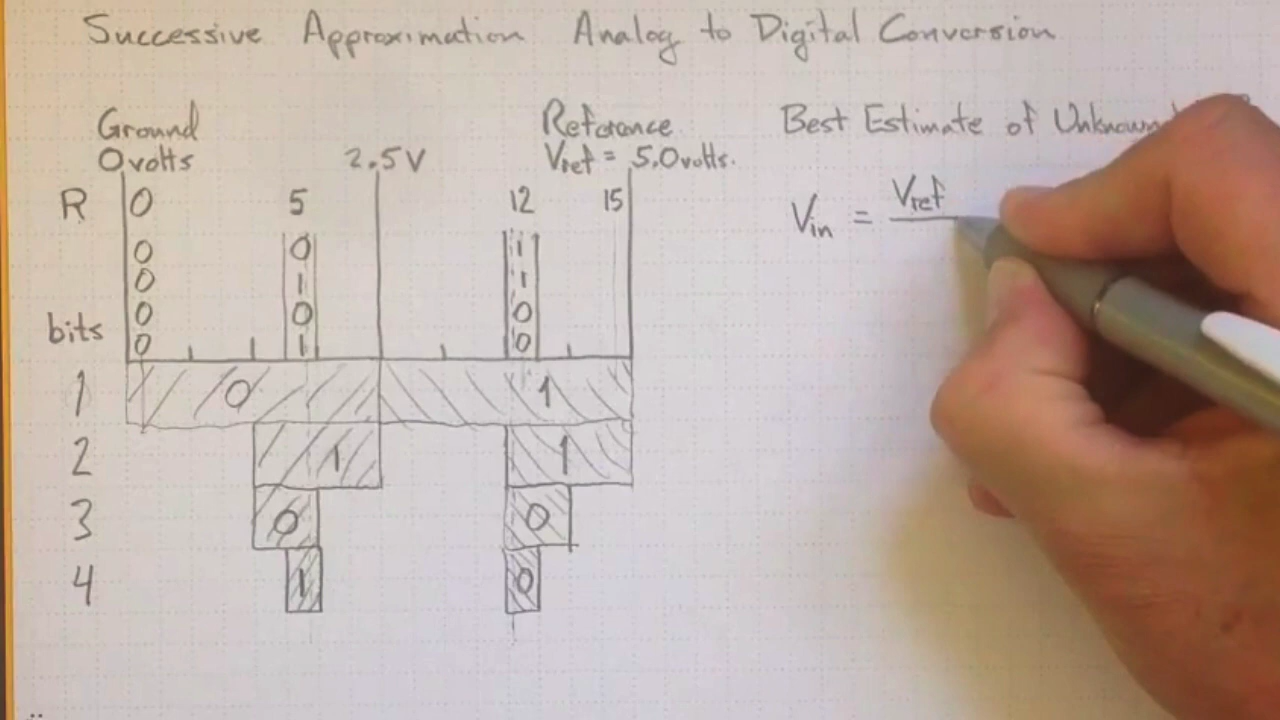 Successive Approximation Analog to Digital Conversion
Ground Reference Best Estimate of Unknown
0 volts 2.5V Vref = 5.0 volts.
R 0 5 12 15
Vin = Vref
0 0 1
0 1 1
0 0 0
bits 0 1 0
1 0 1
2 1 1
3 0 0
4 1 0